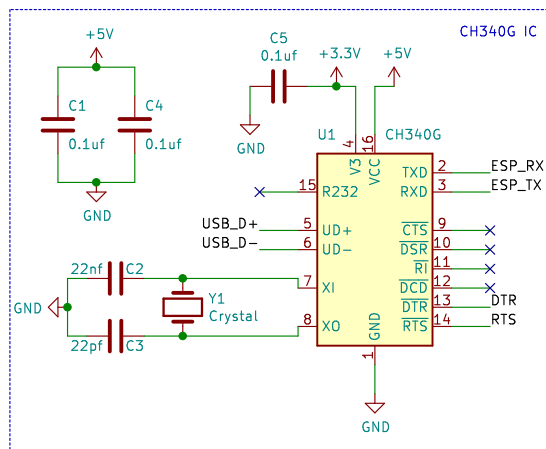 CH340G IC
+5V
C1
0.1uf
C4
0.1uf
GND
C5
0.1uf
GND
+3.3V
+5V
U1
CH340G
4
V3
16
VCC
15
R232
USB_D+
5
UD+
USB_D-
6
UD-
7
XI
8
XO
TXD
2
ESP_RX
RXD
3
ESP_TX
CTS
9
DSR
10
RI
11
DCD
12
DTR
13
DTR
RTS
14
RTS
GND
1
GND
22nf
C2
GND
Y1
Crystal
22pf
C3